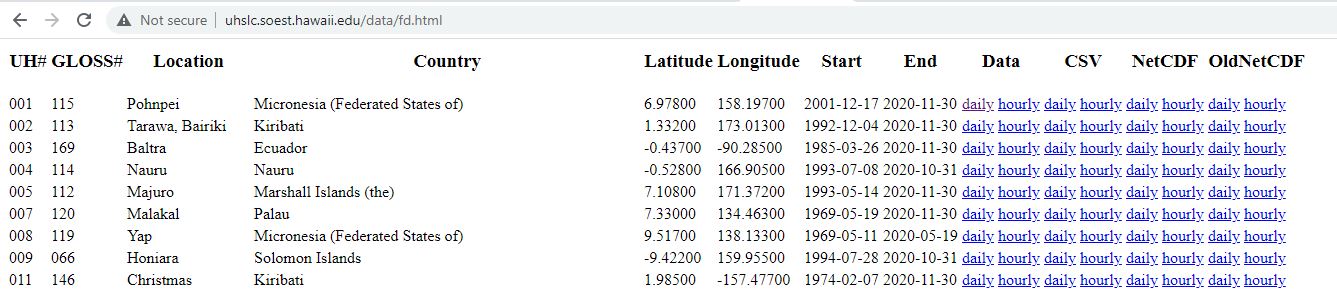 Not secure | uhslc.soest.hawaii.edu/data/fd.html
UH# GLOSS# Location Country Latitude Longitude Start End Data CSV NetCDF OldNetCDF
001 115 Pohnpei Micronesia (Federated States of) 6.97800 158.19700 2001-12-17 2020-11-30 daily hourly daily hourly daily hourly daily hourly
002 113 Tarawa, Bairiki Kiribati 1.33200 173.01300 1992-12-04 2020-11-30 daily hourly daily hourly daily hourly daily hourly
003 169 Baltra Ecuador -0.43700 -90.28500 1985-03-26 2020-11-30 daily hourly daily hourly daily hourly daily hourly
004 114 Nauru Nauru -0.52800 166.90500 1993-07-08 2020-10-31 daily hourly daily hourly daily hourly daily hourly
005 112 Majuro Marshall Islands (the) 7.10800 171.37200 1993-05-14 2020-11-30 daily hourly daily hourly daily hourly daily hourly
007 120 Malakal Palau 7.33000 134.46300 1969-05-19 2020-11-30 daily hourly daily hourly daily hourly daily hourly
008 119 Yap Micronesia (Federated States of) 9.51700 138.13300 1969-05-11 2020-05-19 daily hourly daily hourly daily hourly daily hourly
009 066 Honiara Solomon Islands -9.42200 159.95500 1994-07-28 2020-10-31 daily hourly daily hourly daily hourly daily hourly
011 146 Christmas Kiribati 1.98500 -157.47700 1974-02-07 2020-11-30 daily hourly daily hourly daily hourly daily hourly